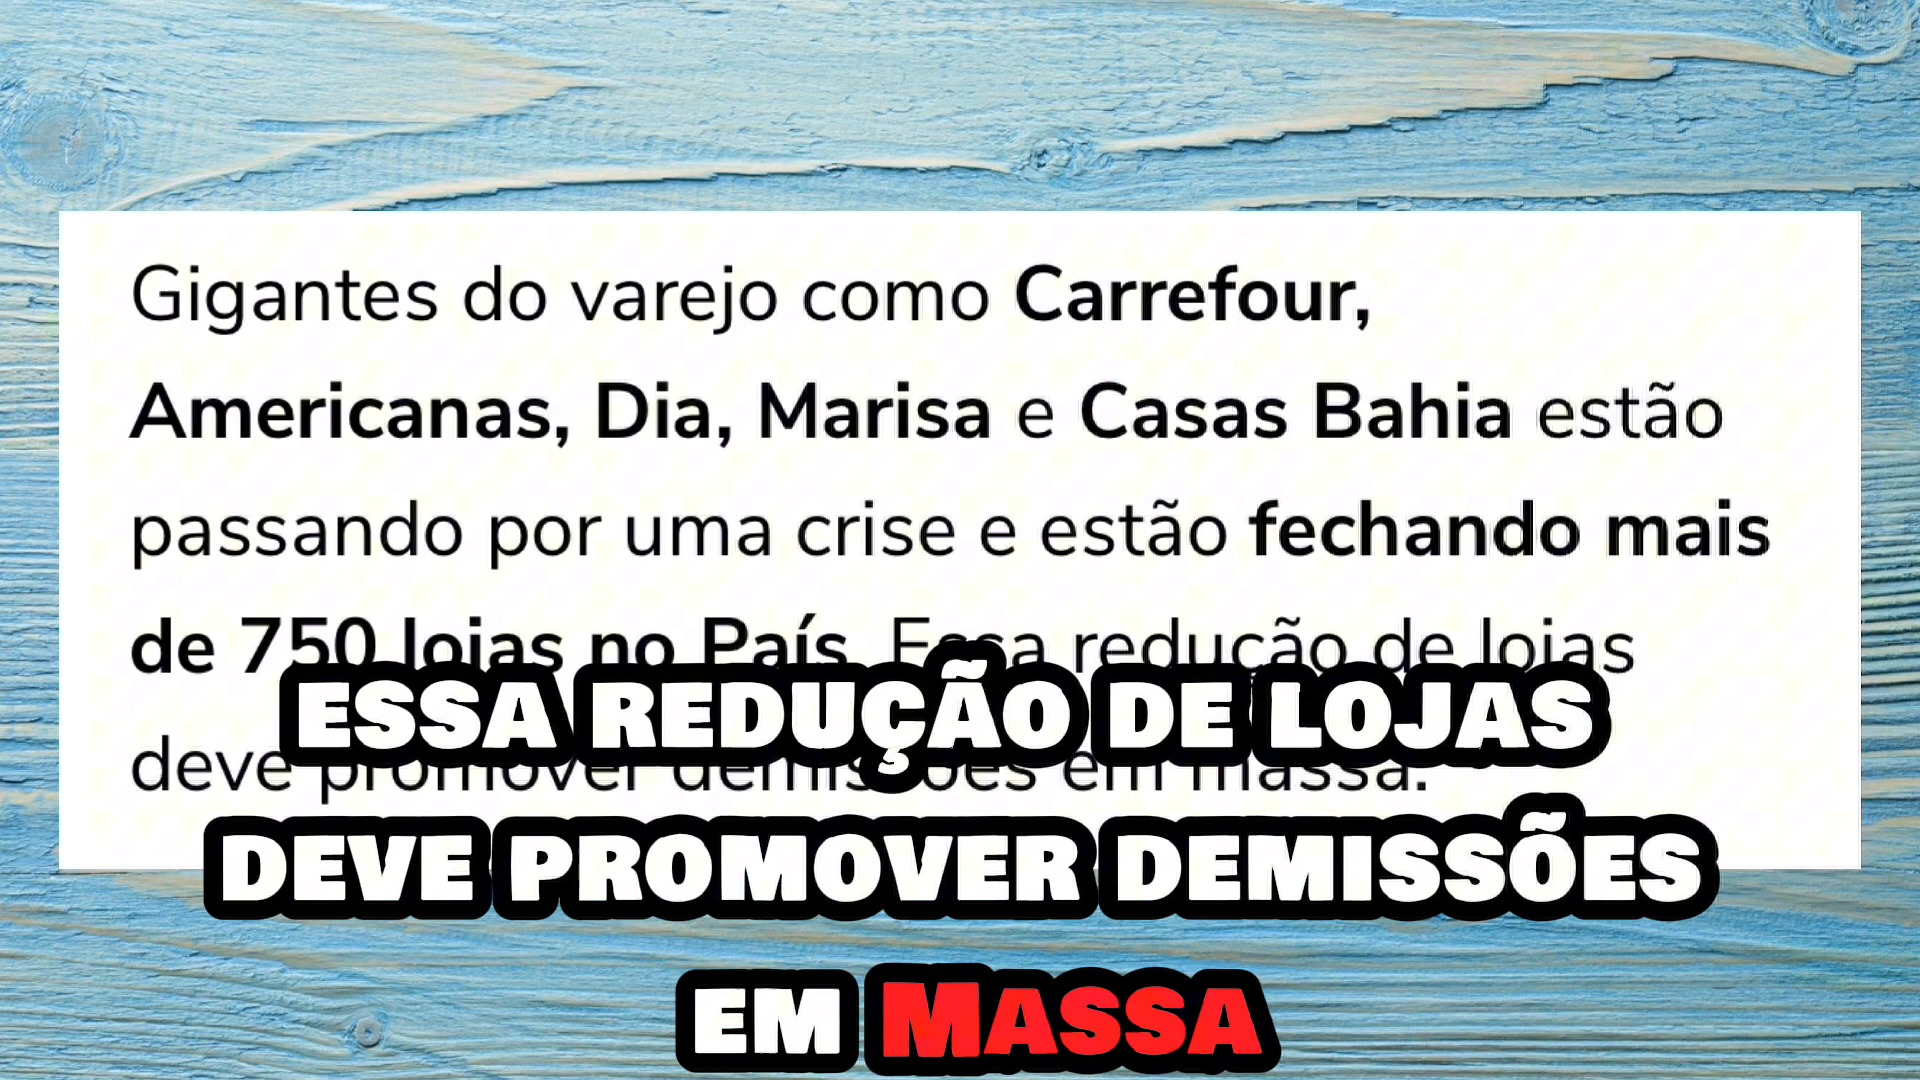 Gigantes do varejo como Carrefour,
Americanas, Dia, Marisa e Casas Bahia estão
passando por uma crise e estão fechando mais
de 750 lojas no País. Essa redução de lojas
deve promover demissões em massa.
ESSA REDUÇÃO DE LOJAS
DEVE PROMOVER DEMISSÕES
EM MASSA